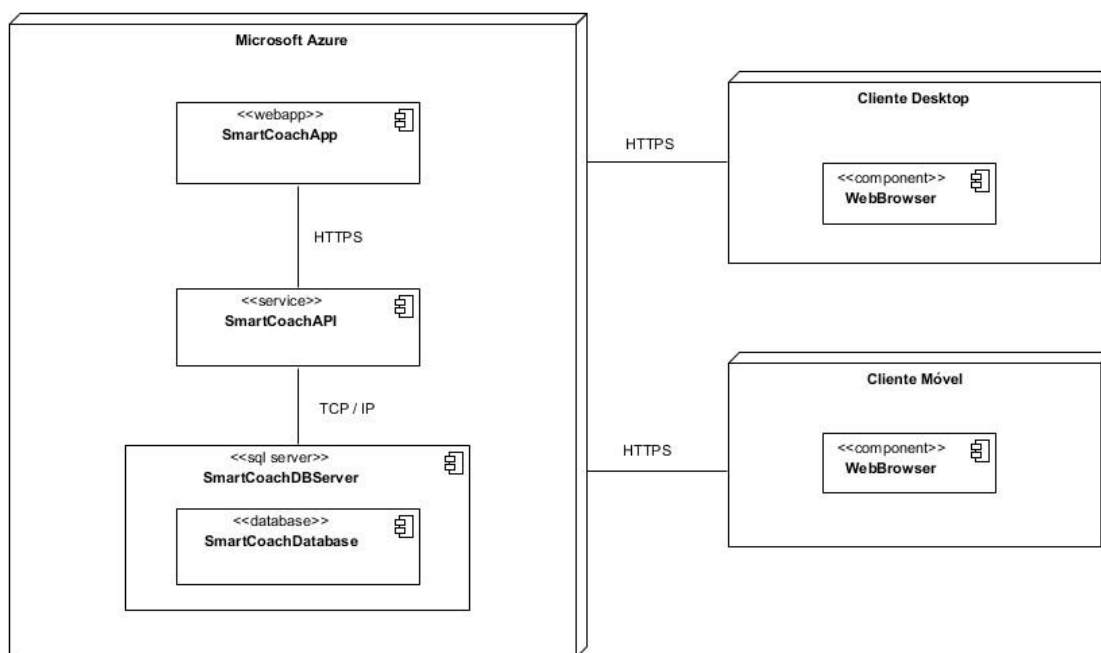 Microsoft Azure
<<webapp>>
SmartCoachApp
HTTPS
<<service>>
SmartCoachAPI
TCP / IP
<<sql server>>
SmartCoachDBServer
<<database>>
SmartCoachDatabase
HTTPS
Cliente Desktop
<<component>>
WebBrowser
HTTPS
Cliente Móvel
<<component>>
WebBrowser